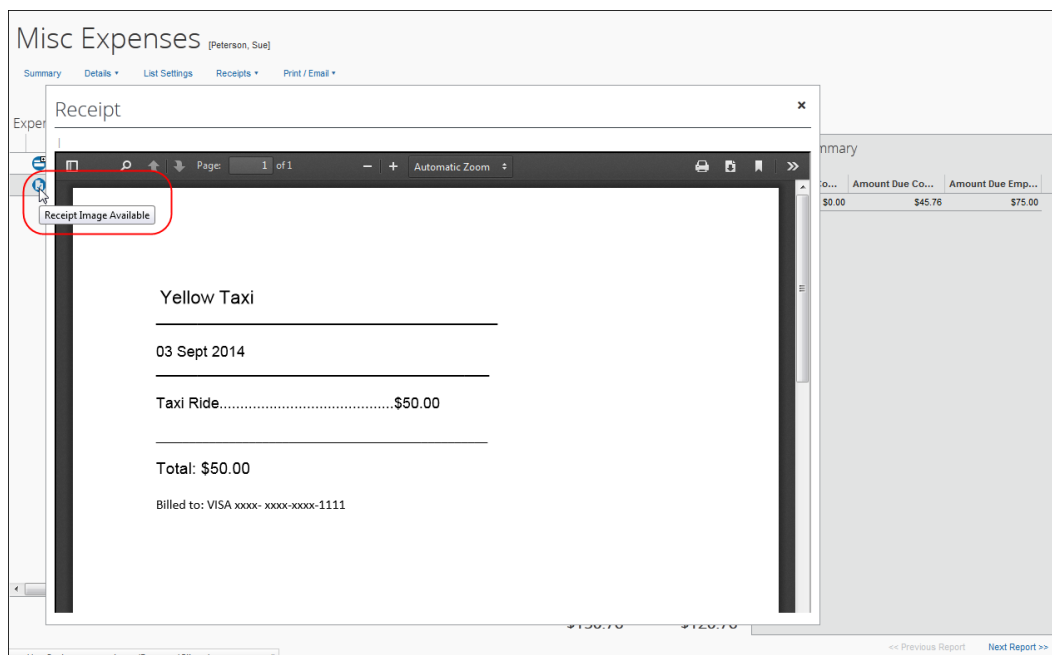 Misc Expenses [Peterson, Sue]
Summary Details List Settings Receipts Print / Email
Receipt
Page: 1 of 1 Automatic Zoom
Receipt Image Available
Amount Due Co... Amount Due Emp...
$0.00 $45.76 $75.00
Yellow Taxi
03 Sept 2014
Taxi Ride..........................................$50.00
Total: $50.00
Billed to: VISA xxxx- xxxx-xxxx-1111
<< Previous Report Next Report >>